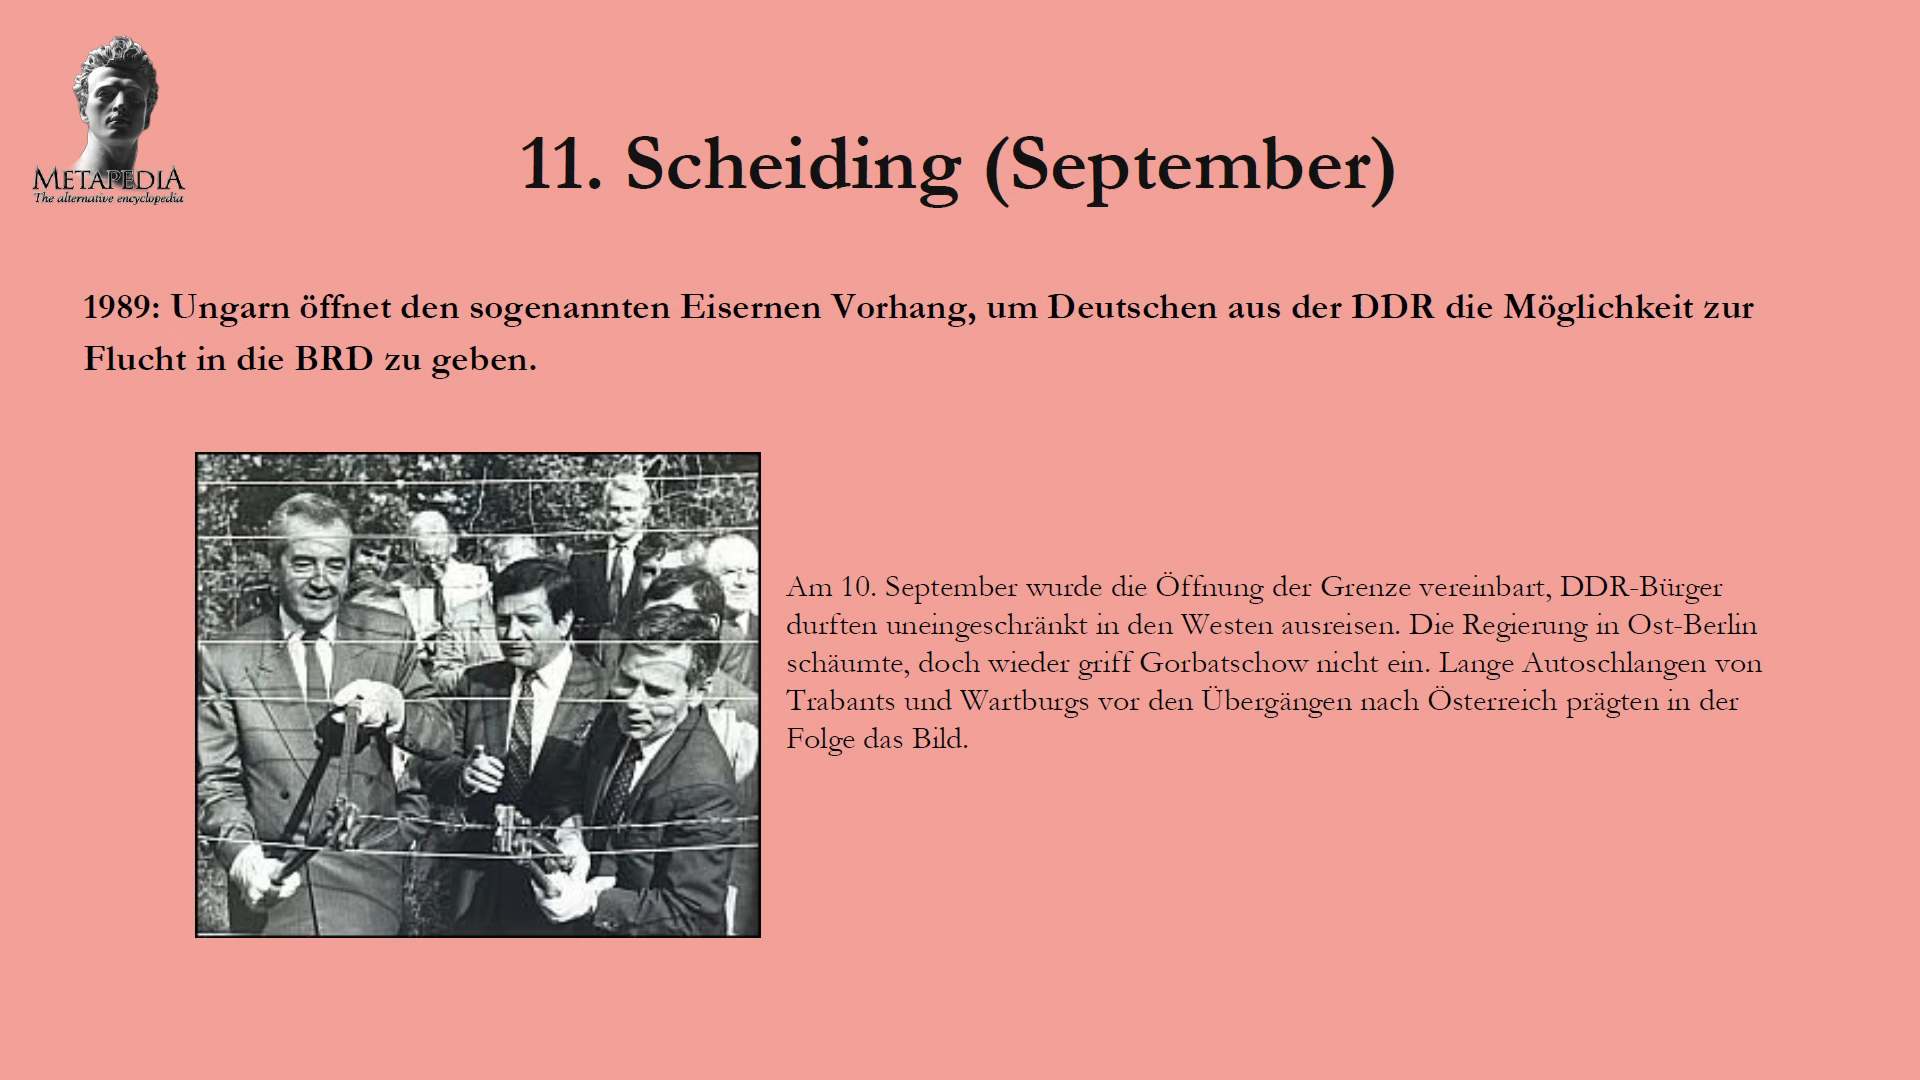 METAPEDIA
The alternative encyclopedia
11. Scheiding (September)
1989: Ungarn öffnet den sogenannten Eisernen Vorhang, um Deutschen aus der DDR die Möglichkeit zur
Flucht in die BRD zu geben.
Am 10. September wurde die Öffnung der Grenze vereinbart, DDR-Bürger
durften uneingeschränkt in den Westen ausreisen. Die Regierung in Ost-Berlin
schäumte, doch wieder griff Gorbatschow nicht ein. Lange Autoschlangen von
Trabants und Wartburgs vor den Übergängen nach Österreich prägten in der
Folge das Bild.